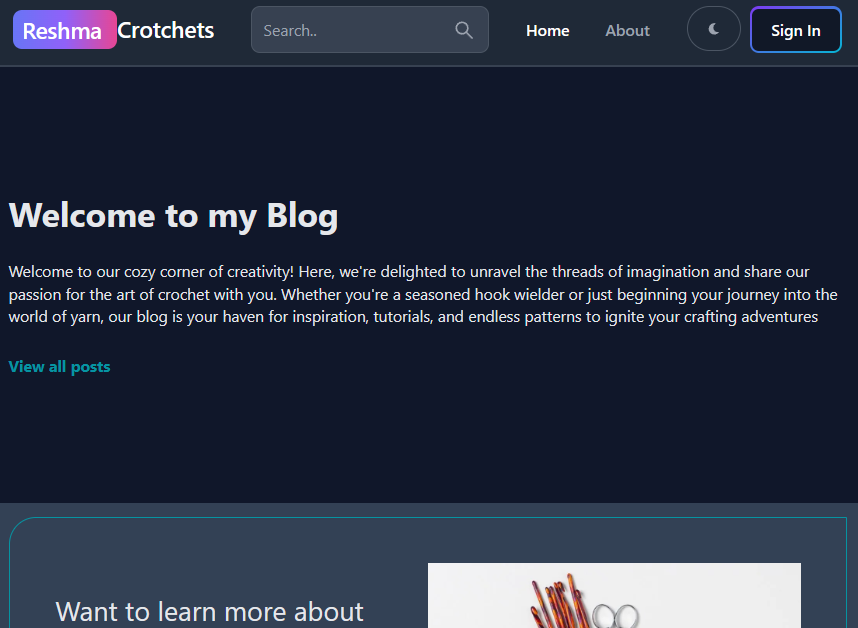 Reshma Crotchets
Search..
Home
About
Sign In
Welcome to my Blog
Welcome to our cozy corner of creativity! Here, we're delighted to unravel the threads of imagination and share our
passion for the art of crochet with you. Whether you're a seasoned hook wielder or just beginning your journey into the
world of yarn, our blog is your haven for inspiration, tutorials, and endless patterns to ignite your crafting adventures
View all posts
Want to learn more about